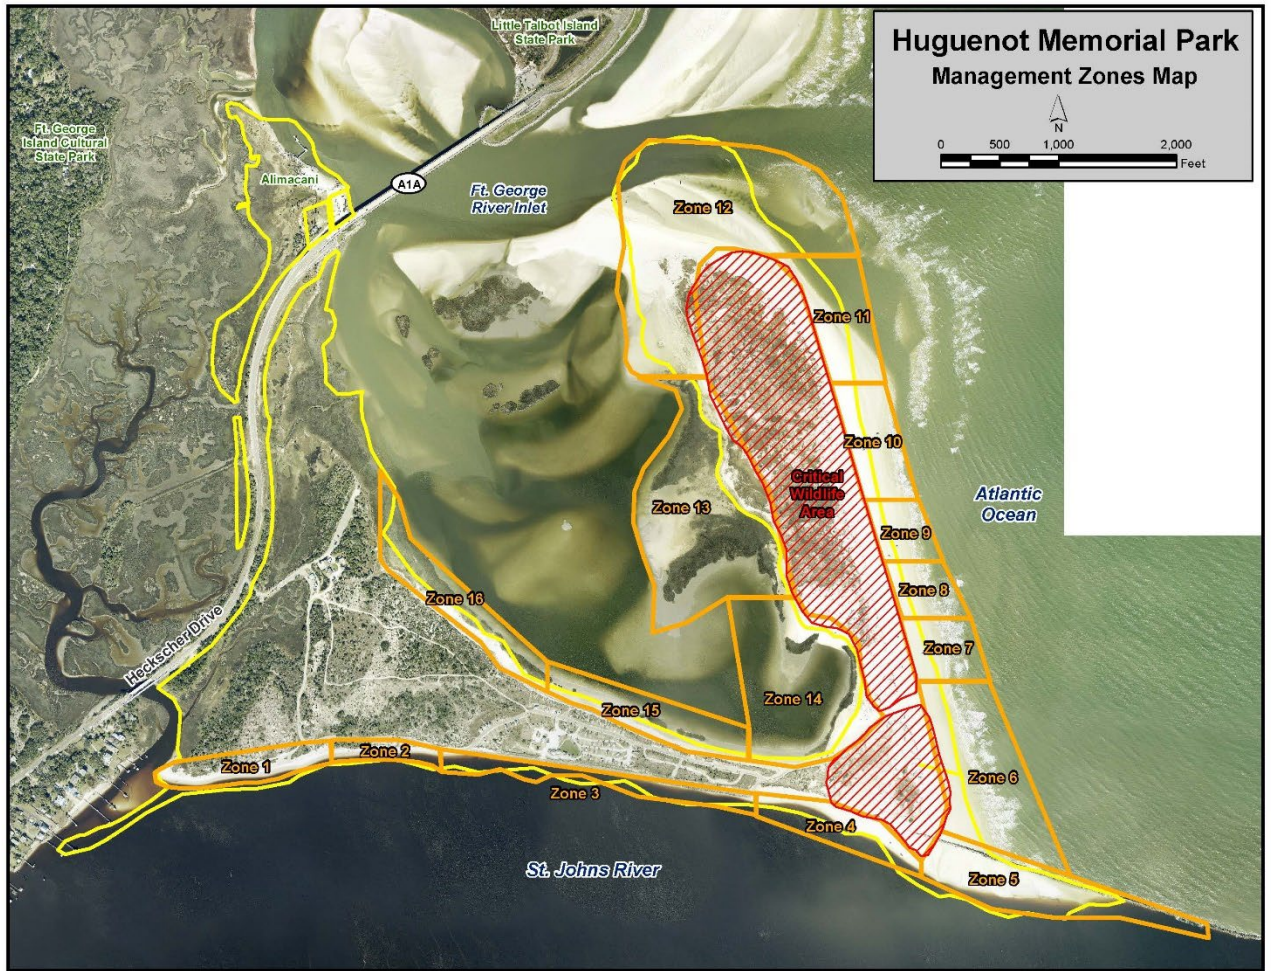 Little Talbot Island
State Park
Huguenot Memorial Park
Management Zones Map
N
0 500 1,000 2,000
Feet
Ft. George
Island Cultural
State Park
Alimacani
A1A
Ft. George
River Inlet
Zone 12
Zone 11
Zone 10
Critical
Wildlife
Area
Atlantic
Ocean
Zone 13
Zone 9
Zone 8
Zone 16
Zone 7
Heckscher Drive
Zone 14
Zone 15
Zone 2
Zone 1
Zone 6
Zone 3
Zone 4
St. Johns River
Zone 5